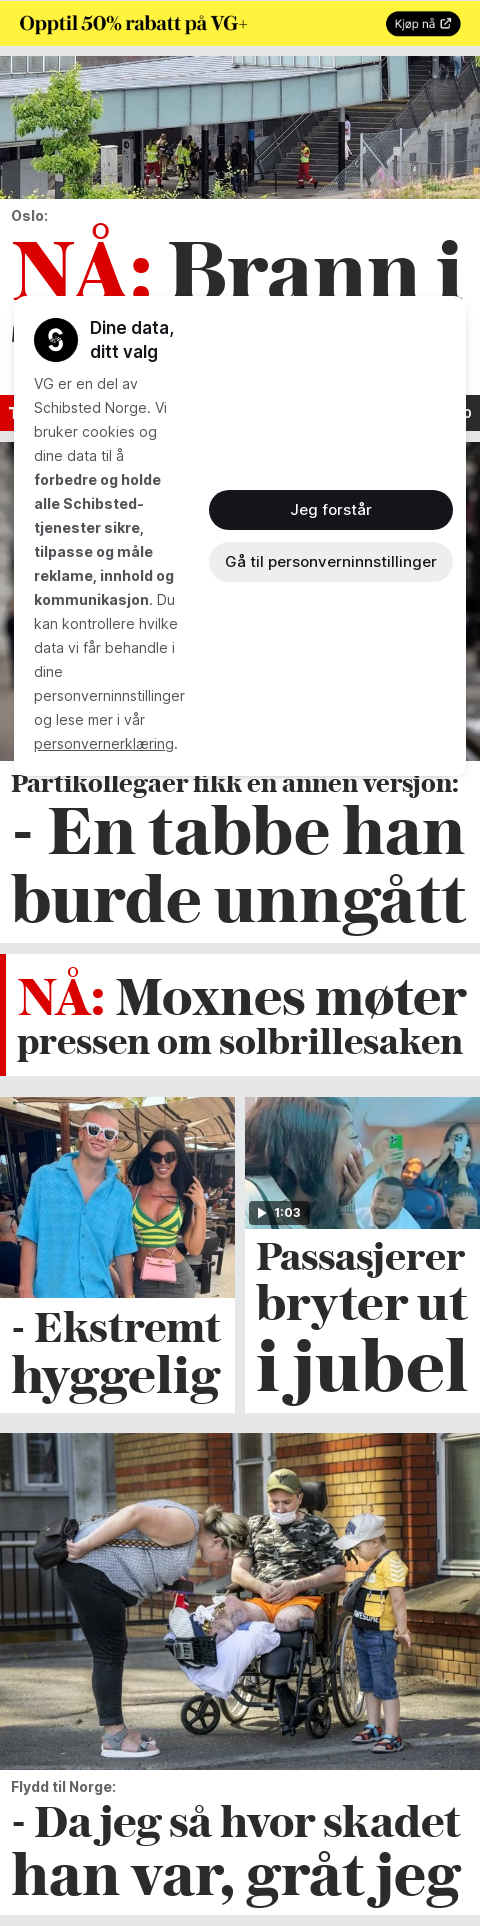 Opptil 50% rabatt på VG+
Kjøp nå
Oslo:
NÅ: Brann i
Dine data,
ditt valg
VG er en del av
Schibsted Norge. Vi
bruker cookies og
dine data til å
forbedre og holde
alle Schibsted-
tjenester sikre,
tilpasse og måle
reklame, innhold og
kommunikasjon. Du
kan kontrollere hvilke
data vi får behandle i
dine
personverninnstillinger
og lese mer i vår
personvernerklæring.
Jeg forstår
Gå til personverninnstillinger
Partikollegaer fikk en annen versjon:
- En tabbe han
burde unngått
NÅ: Moxnes møter
pressen om solbrillesaken
- Ekstremt
hyggelig
1:03
Passasjerer
bryter ut
i jubel
AWESOME
Flydd til Norge:
- Da jeg så hvor skadet
han var, gråt jeg